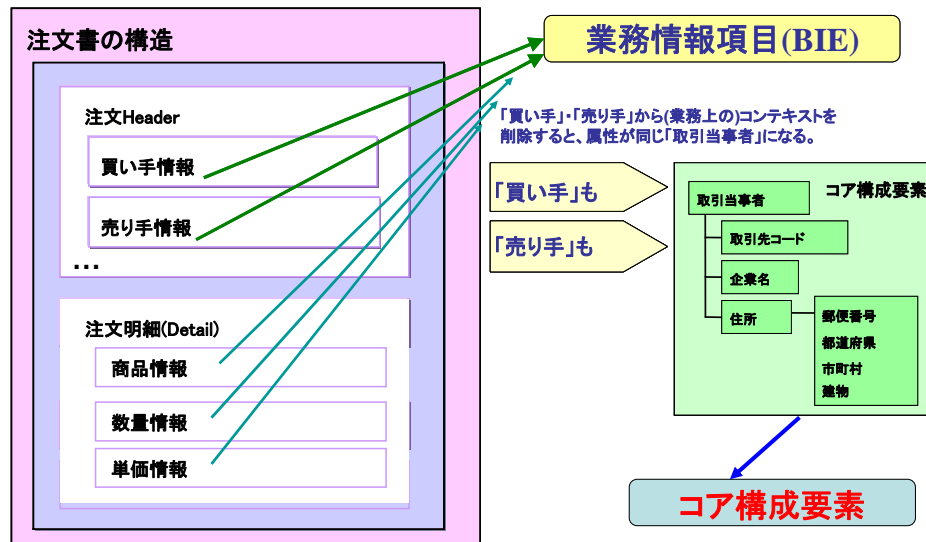 注文書の構造
注文Header
買い手情報
売り手情報
...
注文明細(Detail)
商品情報
数量情報
単価情報
業務情報項目(BIE)
「買い手」・「売り手」から(業務上の)コンテキストを
削除すると、属性が同じ「取引当事者」になる。
「買い手」も
「売り手」も
コア構成要素
取引当事者
取引先コード
企業名
住所
郵便番号
都道府県
市町村
建物
コア構成要素